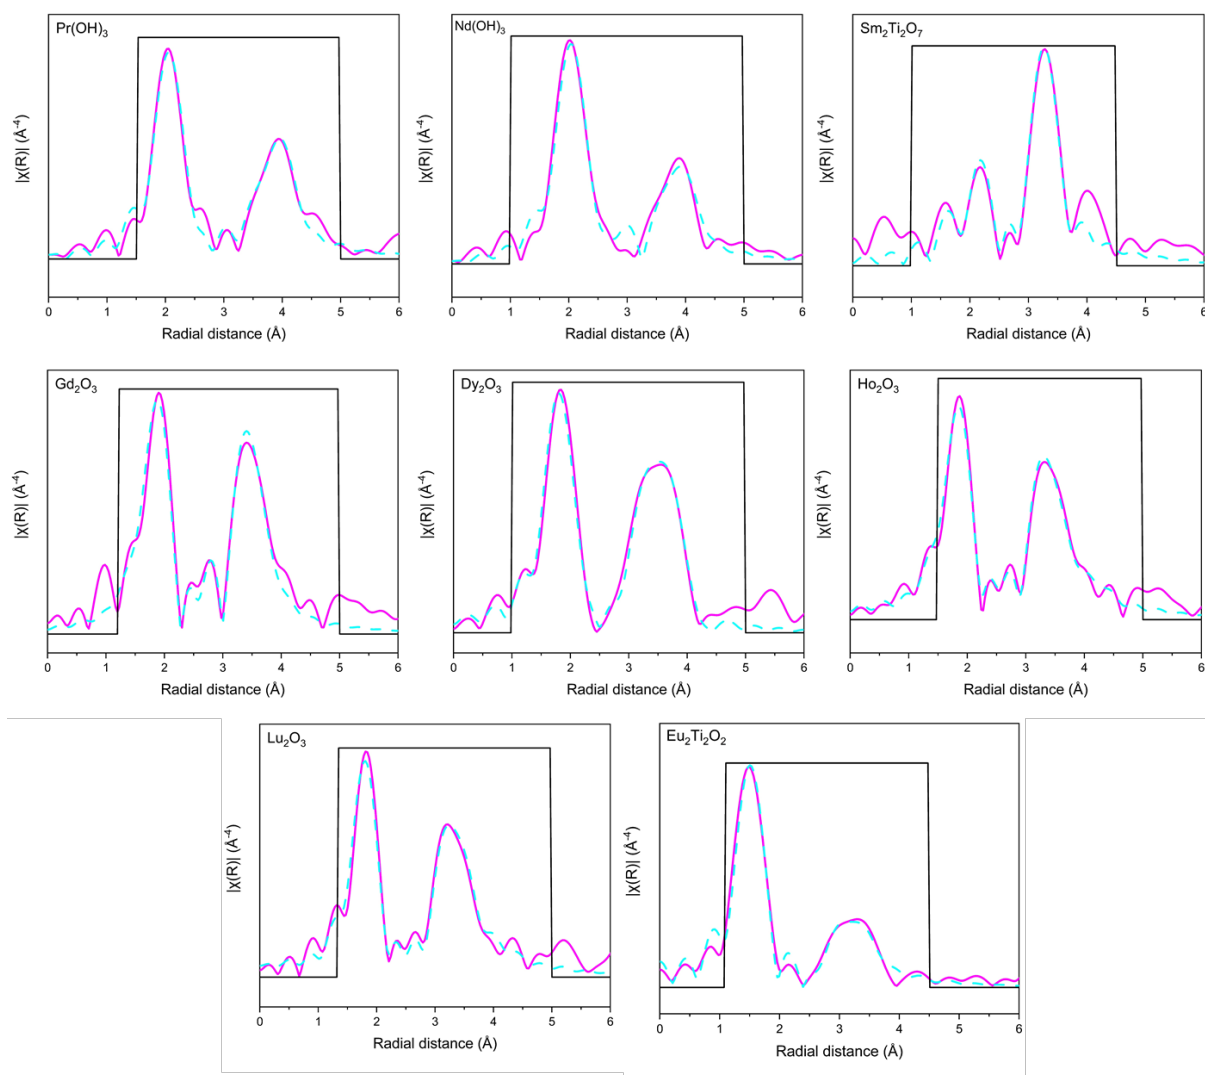 Pr(OH)₃
|χ(R)| (Å⁻⁴)
0 1 2 3 4 5 6
Radial distance (Å)
Nd(OH)₃
|χ(R)| (Å⁻⁴)
0 1 2 3 4 5 6
Radial distance (Å)
Sm₂Ti₂O₇
|χ(R)| (Å⁻⁴)
0 1 2 3 4 5 6
Radial distance (Å)
Gd₂O₃
|χ(R)| (Å⁻⁴)
0 1 2 3 4 5 6
Radial distance (Å)
Dy₂O₃
|χ(R)| (Å⁻⁴)
0 1 2 3 4 5 6
Radial distance (Å)
Ho₂O₃
|χ(R)| (Å⁻⁴)
0 1 2 3 4 5 6
Radial distance (Å)
Lu₂O₃
|χ(R)| (Å⁻⁴)
0 1 2 3 4 5 6
Radial distance (Å)
Eu₂Ti₂O₂
|χ(R)| (Å⁻⁴)
0 1 2 3 4 5 6
Radial distance (Å)